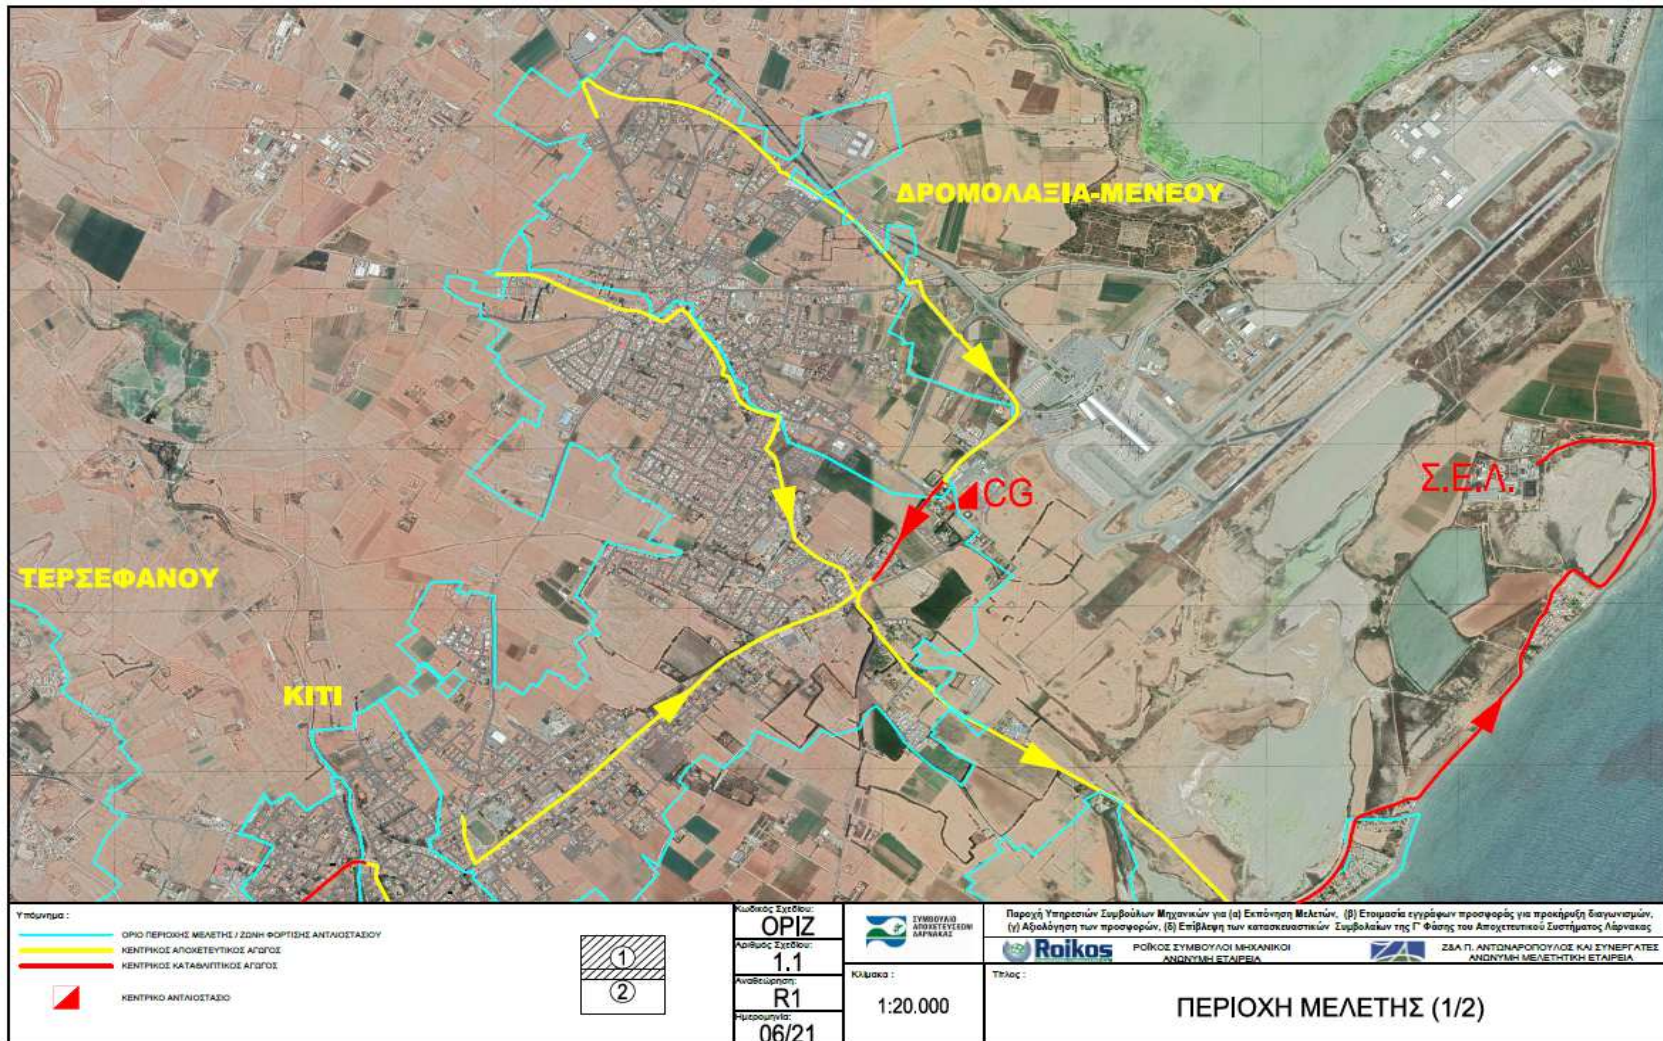 ΔΡΟΜΟΛΑΞΙΑ-ΜΕΝΕΟΥ
Σ.Ε.Λ.
CG
ΤΕΡΣΕΦΑΝΟΥ
ΚΙΤΙ
Υπόμνημα :
ΟΡΙΟ ΠΕΡΙΟΧΗΣ ΜΕΛΕΤΗΣ / ΖΩΝΗ ΦΟΡΤΙΣΗΣ ΑΝΤΛΙΟΣΤΑΣΙΟΥ
ΚΕΝΤΡΙΚΟΣ ΑΠΟΧΕΤΕΥΤΙΚΟΣ ΑΓΩΓΟΣ
ΚΕΝΤΡΙΚΟΣ ΚΑΤΑΘΛΙΠΤΙΚΟΣ ΑΓΩΓΟΣ
ΚΕΝΤΡΙΚΟ ΑΝΤΛΙΟΣΤΑΣΙΟ
1
2
Κωδικός Σχεδίου:
ΟΡΙΖ
Αριθμός Σχεδίου:
1.1
Αναθεώρηση:
R1
Ημερομηνία:
06/21
ΣΥΜΒΟΥΛΙΟ
ΑΠΟΧΕΤΕΥΣΕΩΝ
ΛΑΡΝΑΚΑΣ
Κλίμακα :
1:20.000
Παροχή Υπηρεσιών Συμβούλων Μηχανικών για (α) Εκπόνηση Μελετών, (β) Ετοιμασία εγγράφων προσφοράς για προκήρυξη διαγωνισμών,
(γ) Αξιολόγηση των προσφορών, (δ) Επίβλεψη των κατασκευαστικών Συμβολαίων της Γ' Φάσης του Αποχετευτικού Συστήματος Λάρνακας
Roikos
ΡΟΪΚΟΣ ΣΥΜΒΟΥΛΟΙ ΜΗΧΑΝΙΚΟΙ
ΑΝΩΝΥΜΗ ΕΤΑΙΡΕΙΑ
Ζ&Α Π. ΑΝΤΩΝΑΡΟΠΟΥΛΟΣ ΚΑΙ ΣΥΝΕΡΓΑΤΕΣ
ΑΝΩΝΥΜΗ ΜΕΛΕΤΗΤΙΚΗ ΕΤΑΙΡΕΙΑ
Τίτλος :
ΠΕΡΙΟΧΗ ΜΕΛΕΤΗΣ (1/2)